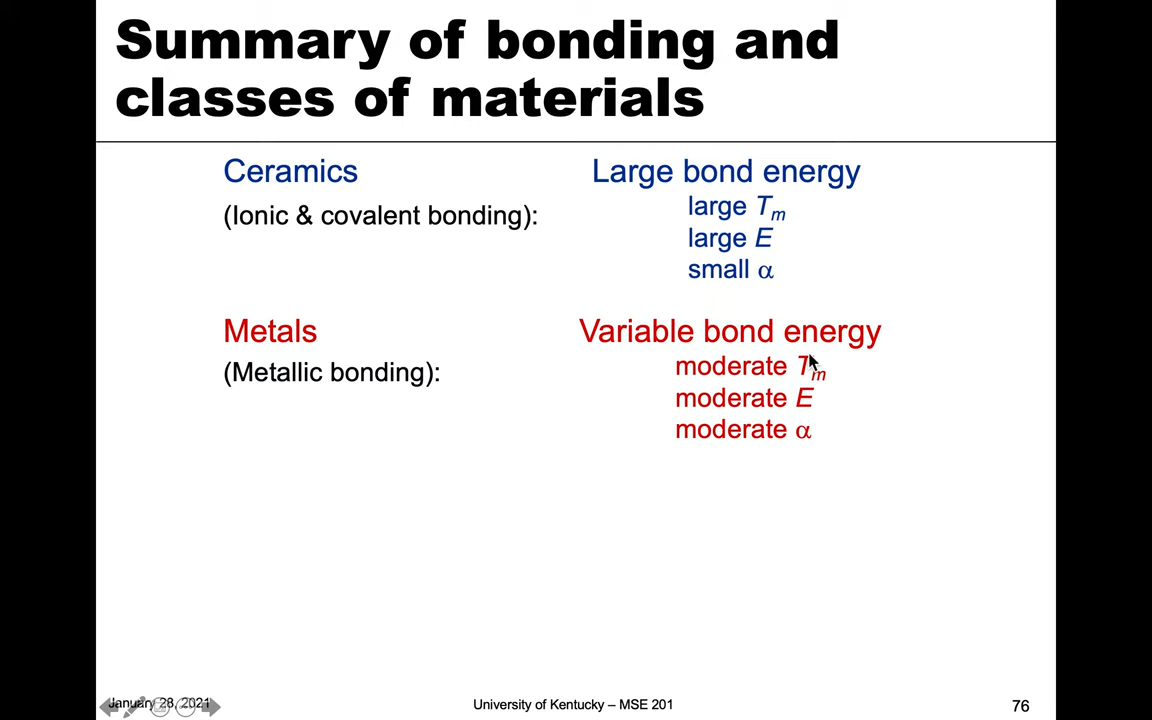 Summary of bonding and
classes of materials
Ceramics
Large bond energy
(Ionic & covalent bonding):
large Tm
large E
small α
Metals
Variable bond energy
(Metallic bonding):
moderate Tm
moderate E
moderate α
January 28, 2021
University of Kentucky – MSE 201
76